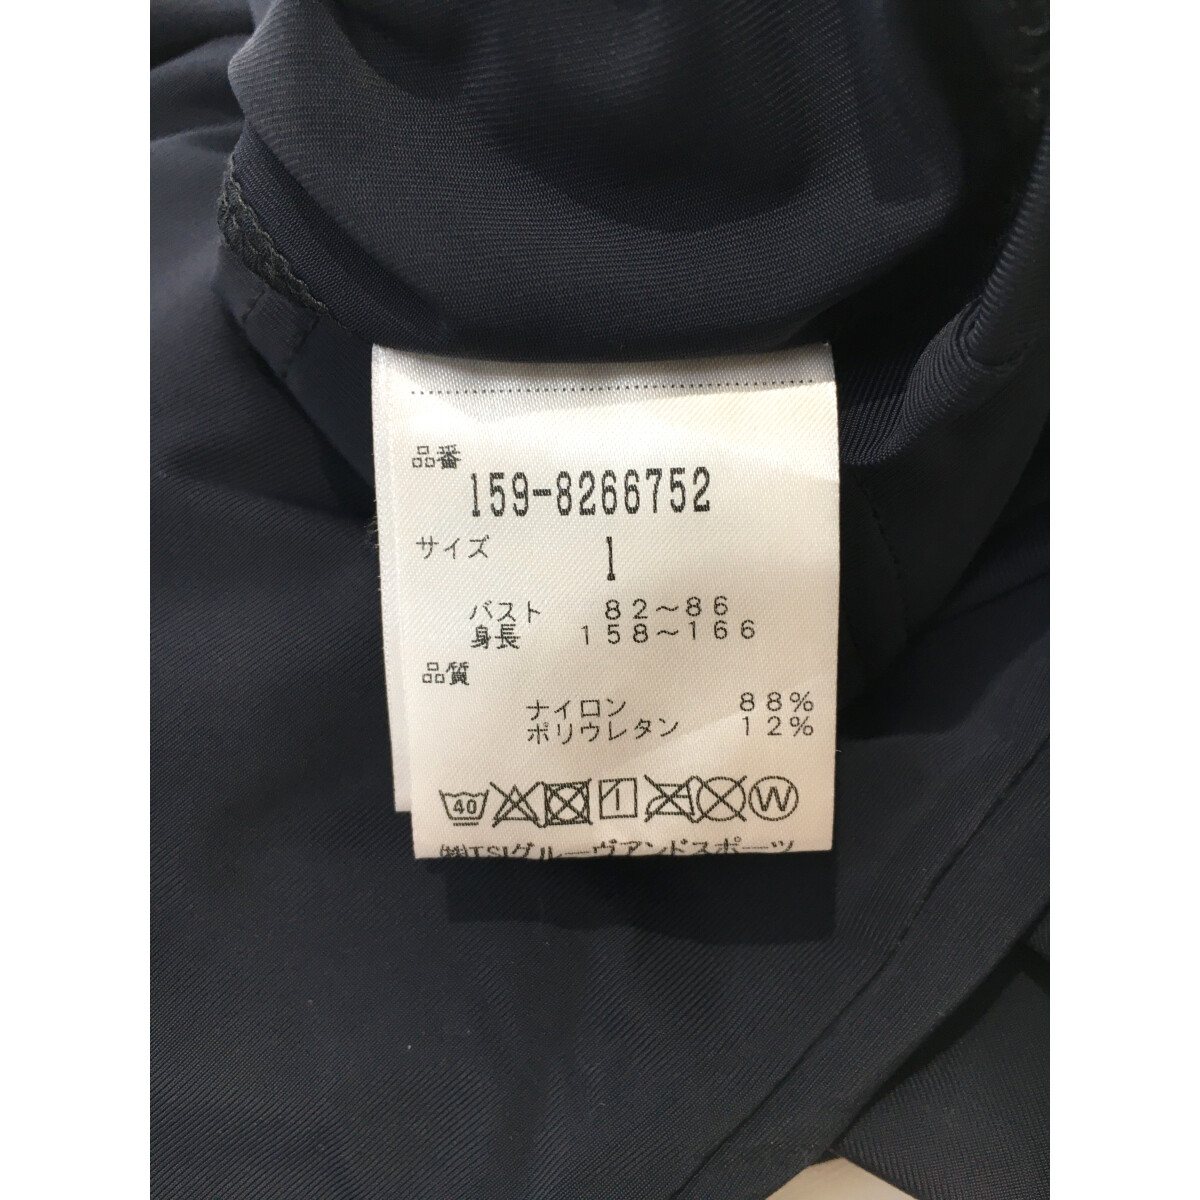 品番
159-8266752
サイズ 1
バスト 82～86
身長 158～166
品質
ナイロン 88%
ポリウレタン 12%
40 W
㈱TSIグルーヴアンドスポーツ